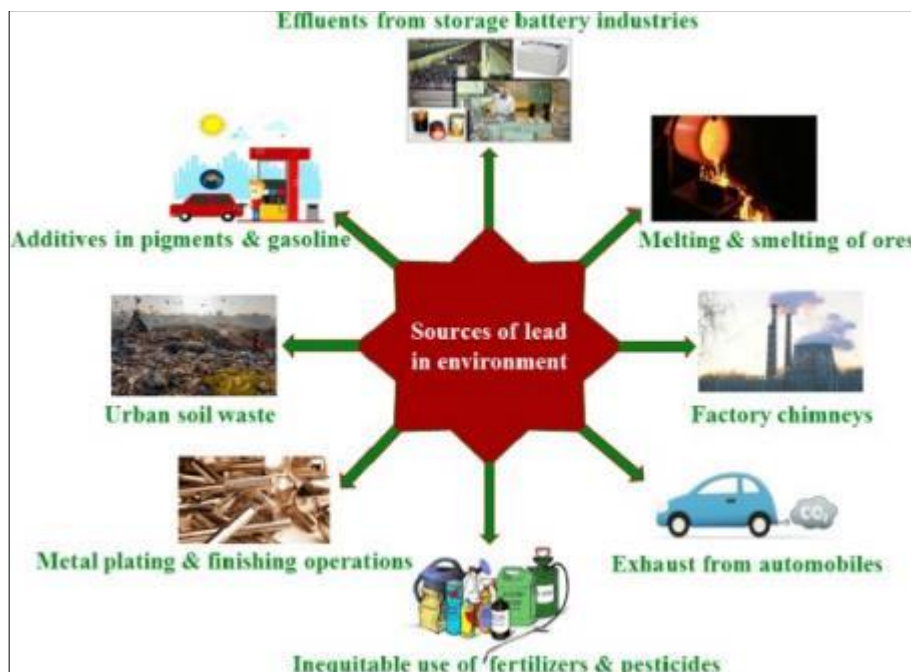 Effluents from storage battery industries
Additives in pigments & gasoline
Melting & smelting of ores
Sources of lead
in environment
Urban soil waste
Factory chimneys
CO₂
Metal plating & finishing operations
Exhaust from automobiles
Inequitable use of fertilizers & pesticides